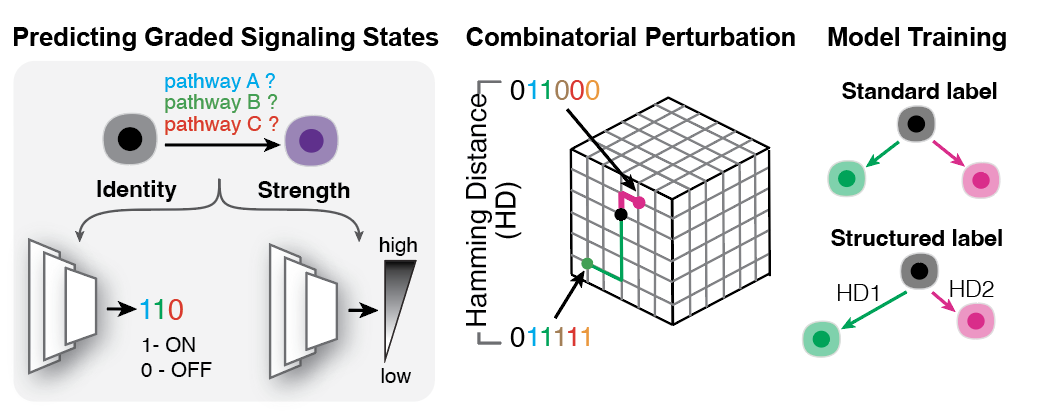 Predicting Graded Signaling States
pathway A ?
pathway B ?
pathway C ?
Identity
Strength
110
1- ON
0 - OFF
high
low
Combinatorial Perturbation
Hamming Distance
(HD)
011000
011111
Model Training
Standard label
Structured label
HD1
HD2